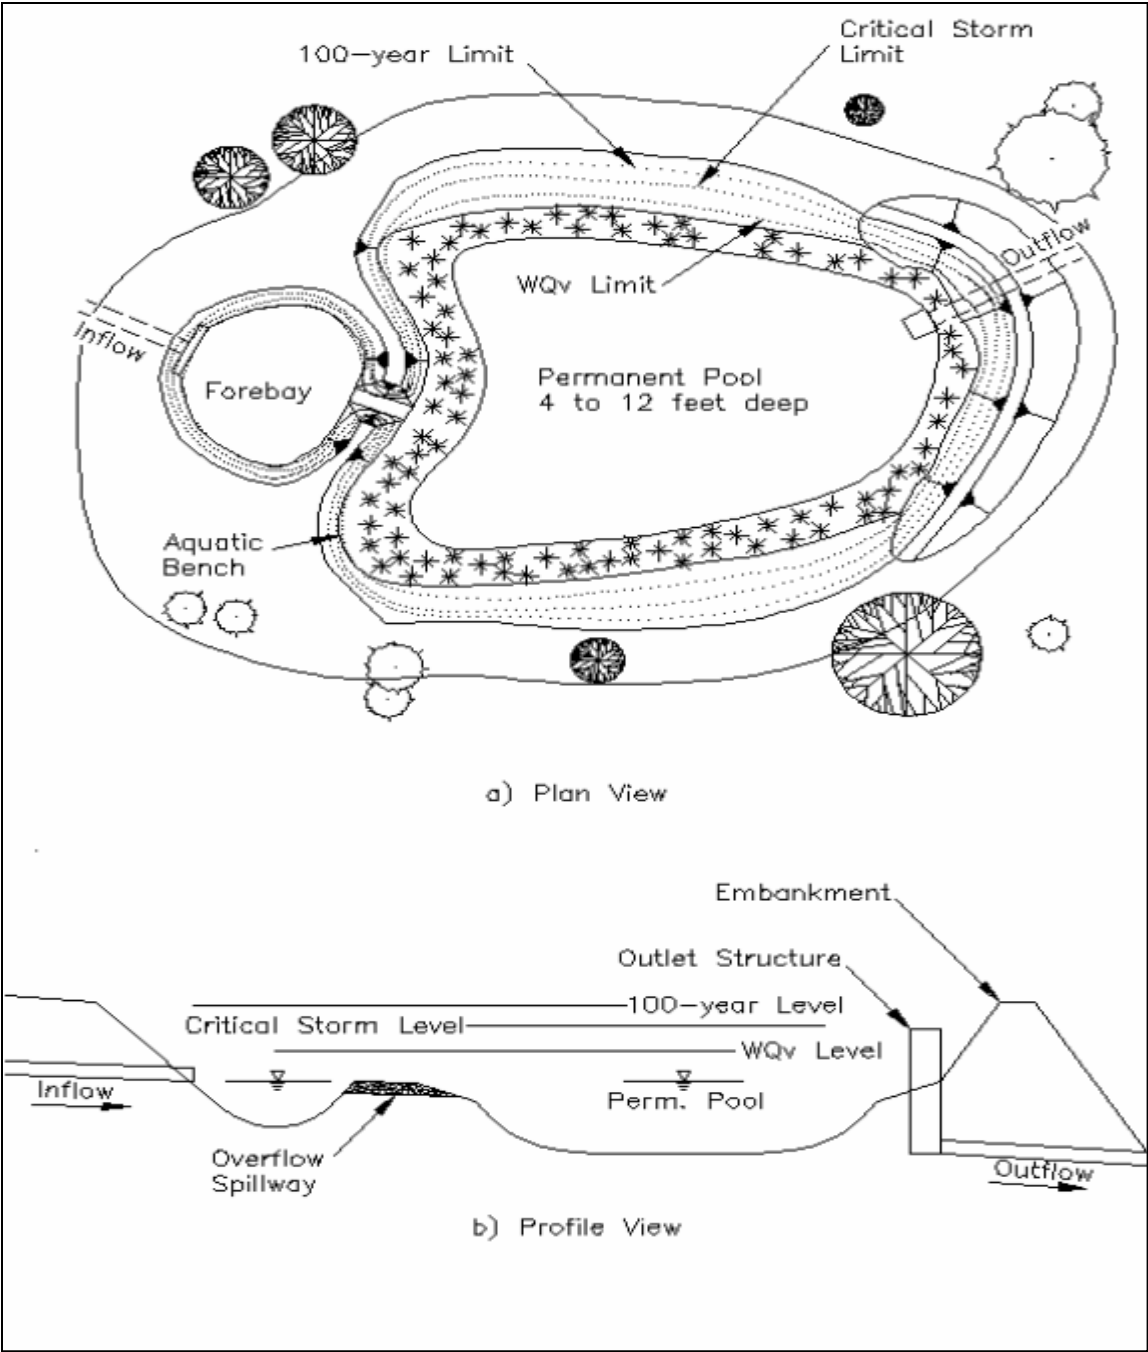 Critical Storm
Limit
100-year Limit
Outflow
WQv Limit
Inflow
Forebay
Permanent Pool
4 to 12 feet deep
Aquatic
Bench
a) Plan View
Embankment
Outlet Structure
100-year Level
Critical Storm Level
WQv Level
Inflow
Perm. Pool
Overflow
Spillway
Outflow
b) Profile View